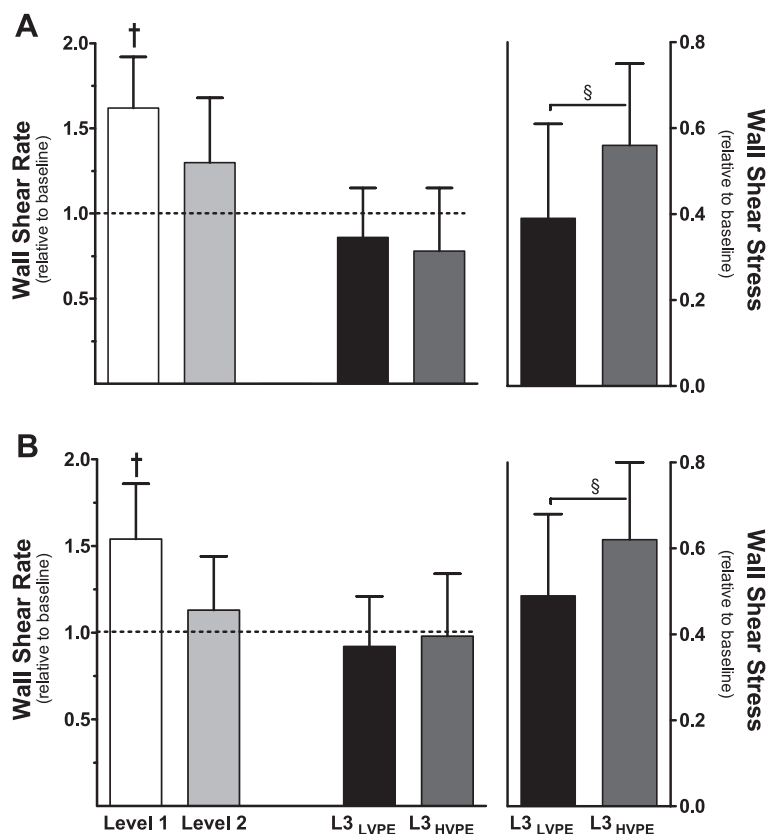 A
†
2.0
1.5
1.0
0.5
Wall Shear Rate
(relative to baseline)
§
0.8
0.6
0.4
0.2
0.0
Wall Shear Stress
(relative to baseline)
B
†
2.0
1.5
1.0
0.5
Wall Shear Rate
(relative to baseline)
Level 1 Level 2 L3 LVPE L3 HVPE
§
0.8
0.6
0.4
0.2
0.0
Wall Shear Stress
(relative to baseline)
L3 LVPE L3 HVPE